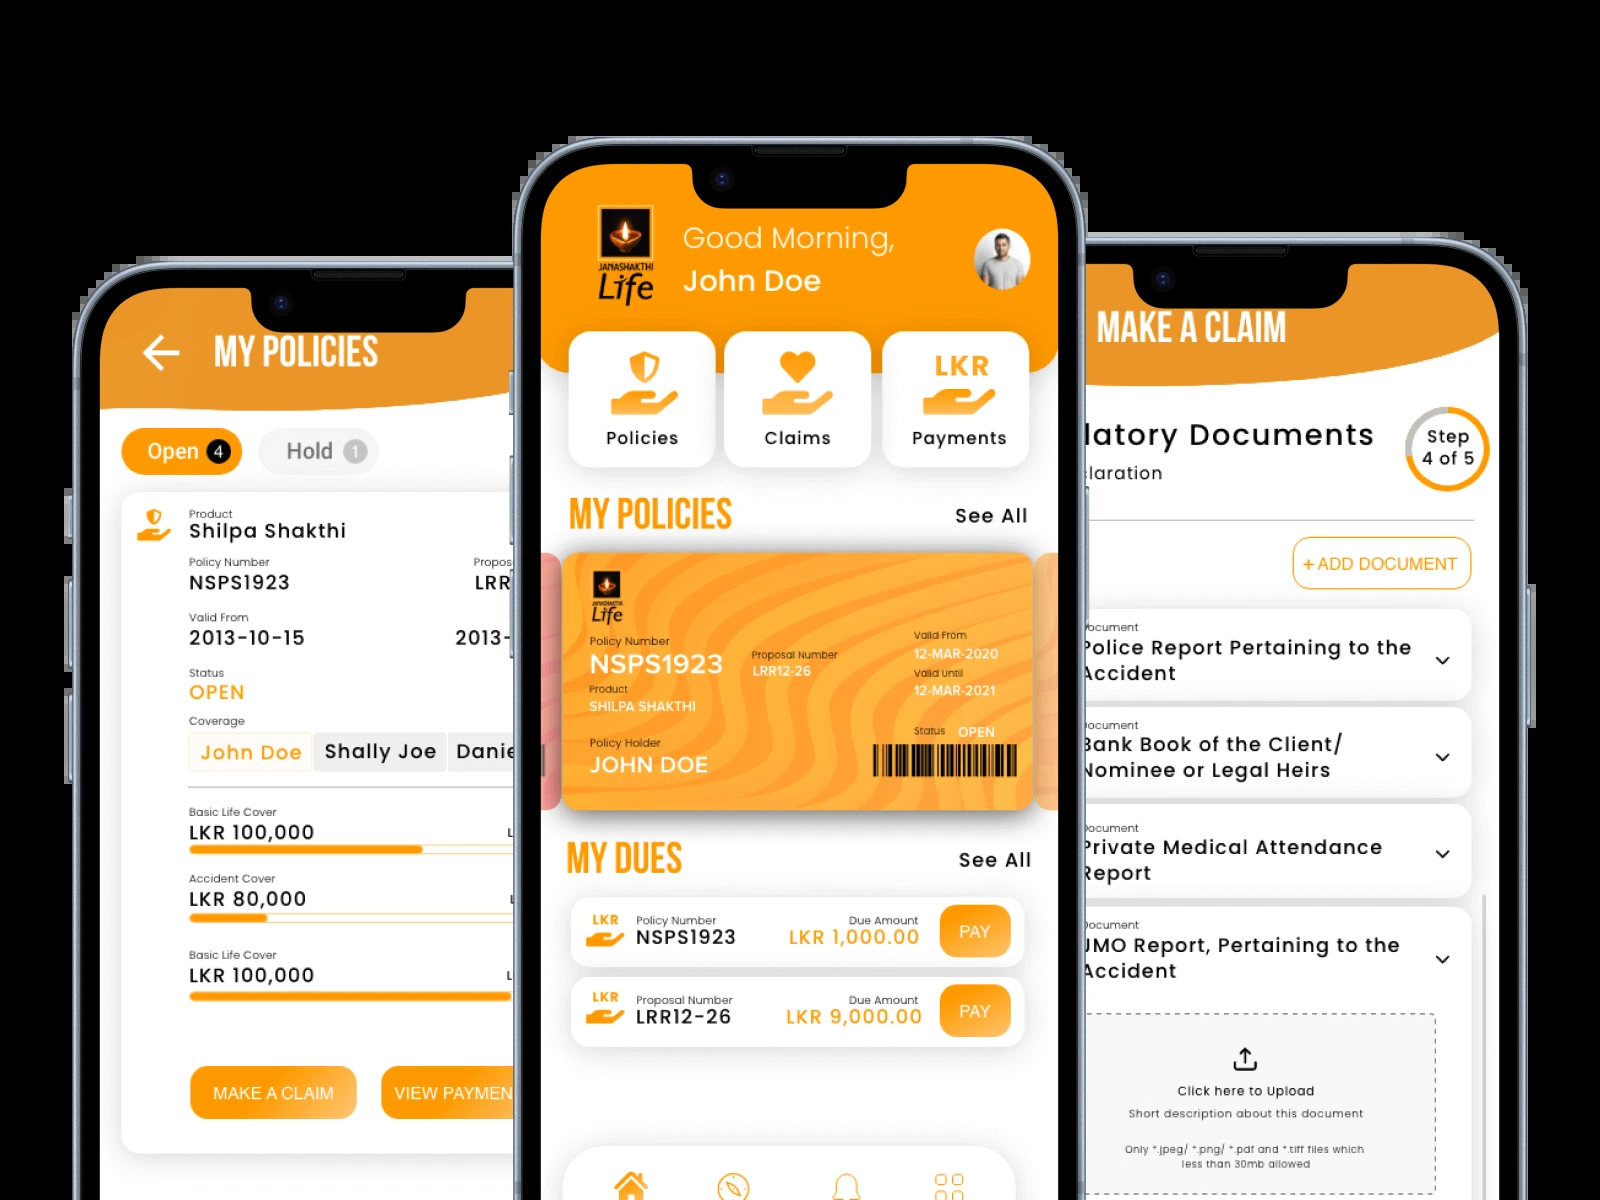 MY POLICIES
Open 4
Hold 1
Product
Shilpa Shakthi
Policy Number
NSPS1923
Propos
LRR
Valid From
2013-10-15
2013-
Status
OPEN
Coverage
John Doe
Shally Joe
Danie
Basic Life Cover
LKR 100,000
Accident Cover
LKR 80,000
Basic Life Cover
LKR 100,000
MAKE A CLAIM
VIEW PAYMEN
JANASHAKTHI
Life
Good Morning,
John Doe
Policies
LKR
Claims
Payments
MY POLICIES
See All
JANASHAKTHI
Life
Policy Number
NSPS1923
Proposal Number
LRR12-26
Product
SHILPA SHAKTHI
Valid From
12-MAR-2020
Valid Until
12-MAR-2021
Status OPEN
Policy Holder
JOHN DOE
MY DUES
See All
LKR
Policy Number
NSPS1923
Due Amount
LKR 1,000.00
PAY
LKR
Proposal Number
LRR12-26
Due Amount
LKR 9,000.00
PAY
MAKE A CLAIM
latory Documents
laration
Step
4 of 5
+ ADD DOCUMENT
Document
Police Report Pertaining to the
Accident
Document
Bank Book of the Client/
Nominee or Legal Heirs
Document
Private Medical Attendance
Report
Document
JMO Report, Pertaining to the
Accident
Click here to Upload
Short description about this document
Only *.jpeg/ *.png/ *.pdf and *.tiff files which
less than 30mb allowed